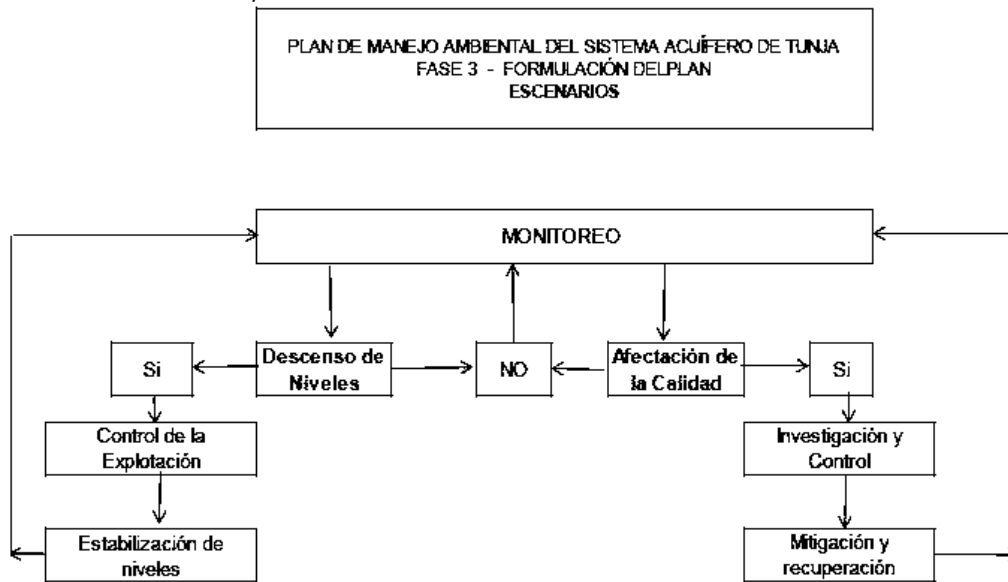 PLAN DE MANEJO AMBIENTAL DEL SISTEMA ACUÍFERO DE TUNJA
FASE 3 - FORMULACIÓN DELPLAN
ESCENARIOS
MONITOREO
Si
Descenso de
Niveles
NO
Afectación de
la Calidad
Si
Control de la
Explotación
Investigación y
Control
Estabilización de
niveles
Mitigación y
recuperación